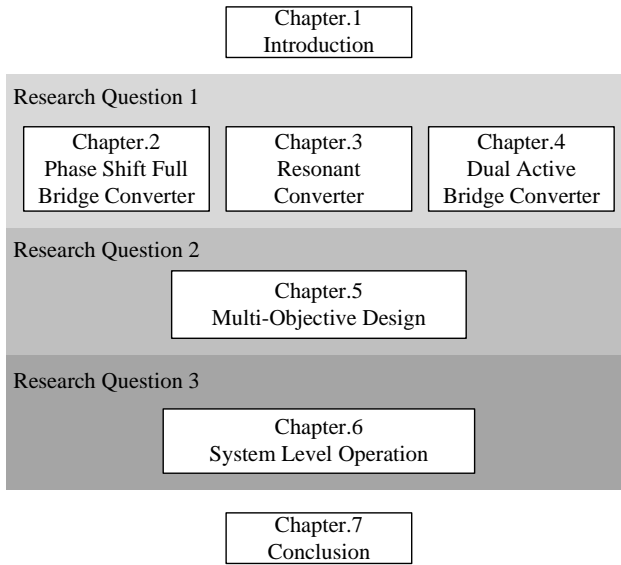 Chapter.1
Introduction
Research Question 1
Chapter.2
Phase Shift Full
Bridge Converter
Chapter.3
Resonant
Converter
Chapter.4
Dual Active
Bridge Converter
Research Question 2
Chapter.5
Multi-Objective Design
Research Question 3
Chapter.6
System Level Operation
Chapter.7
Conclusion